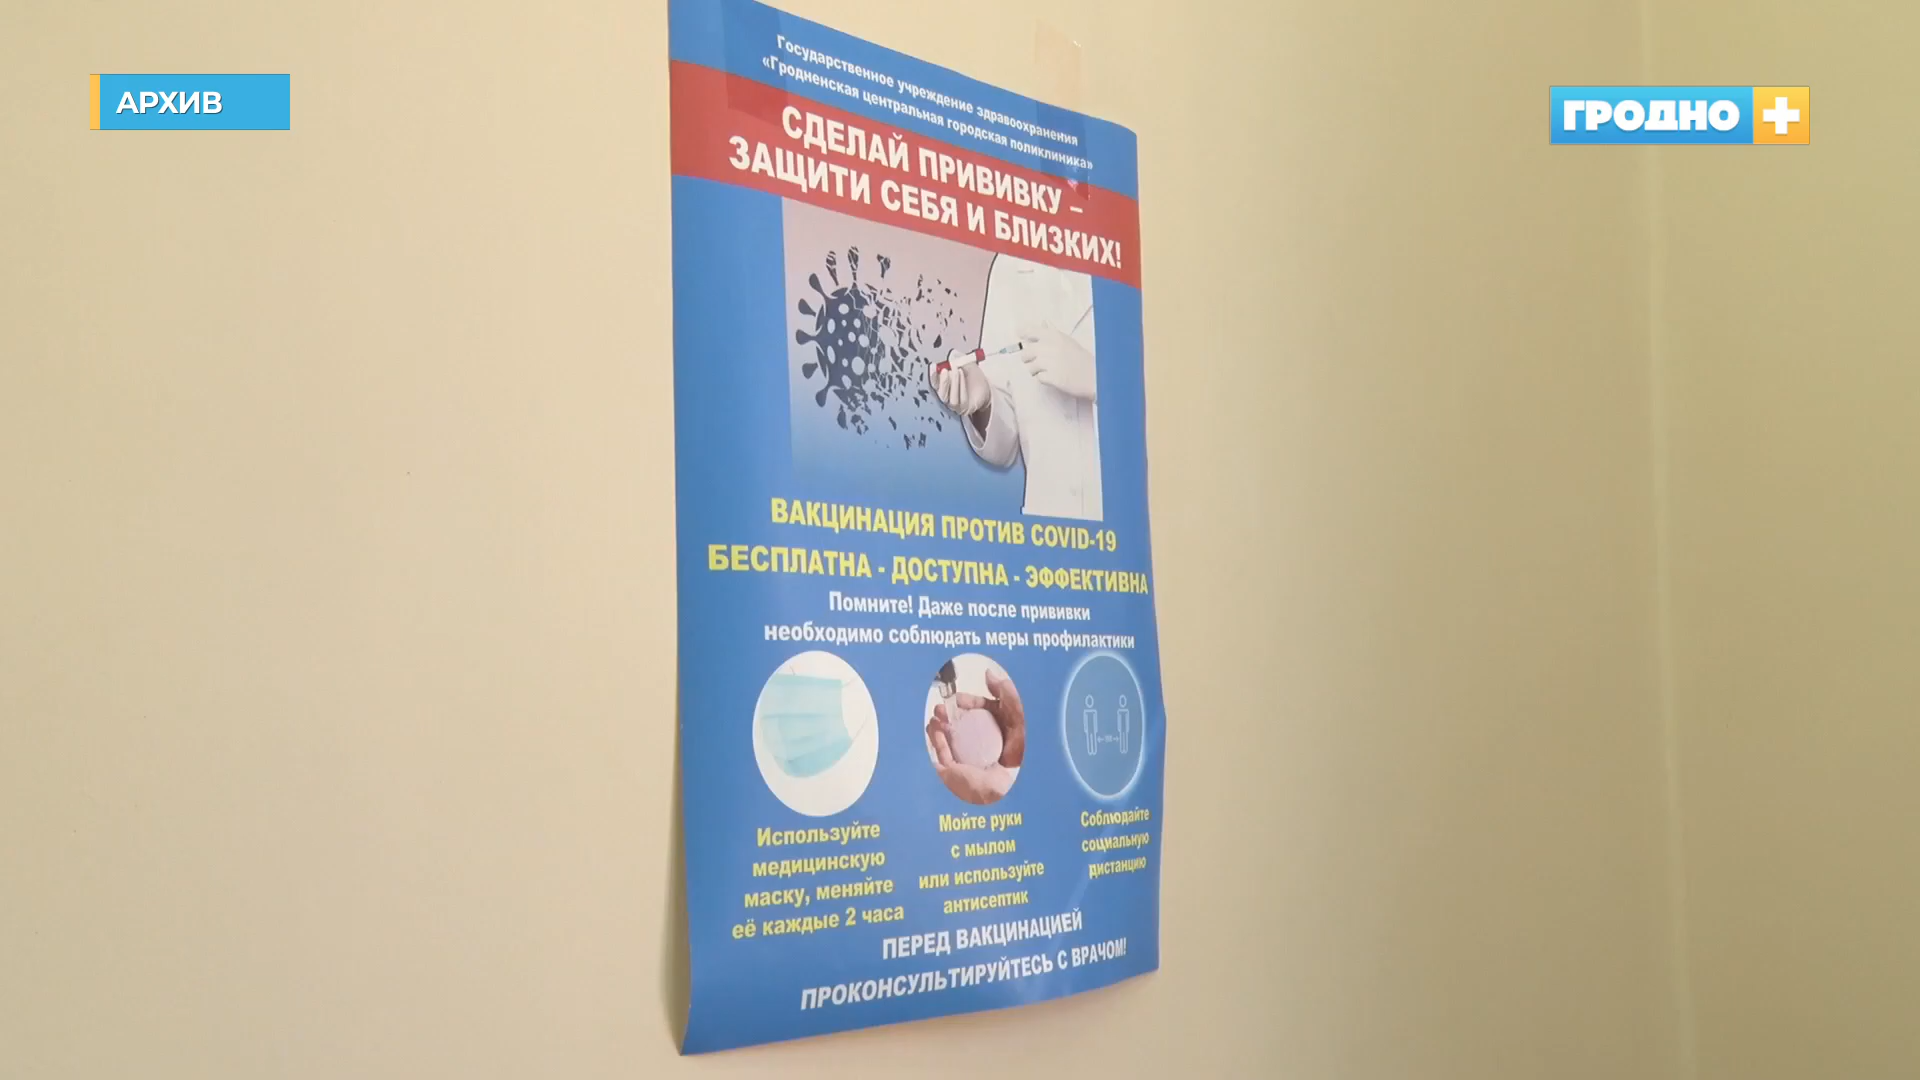 АРХИВ
ГРОДНО +
Государственное учреждение здравоохранения
«Гродненская центральная городская поликлиника»
СДЕЛАЙ ПРИВИВКУ –
ЗАЩИТИ СЕБЯ И БЛИЗКИХ!
ВАКЦИНАЦИЯ ПРОТИВ COVID-19
БЕСПЛАТНА - ДОСТУПНА - ЭФФЕКТИВНА
Помните! Даже после прививки
необходимо соблюдать меры профилактики
Используйте
медицинскую
маску, меняйте
её каждые 2 часа
Мойте руки
с мылом
или используйте
антисептик
Соблюдайте
социальную
дистанцию
ПЕРЕД ВАКЦИНАЦИЕЙ
ПРОКОНСУЛЬТИРУЙТЕСЬ С ВРАЧОМ!